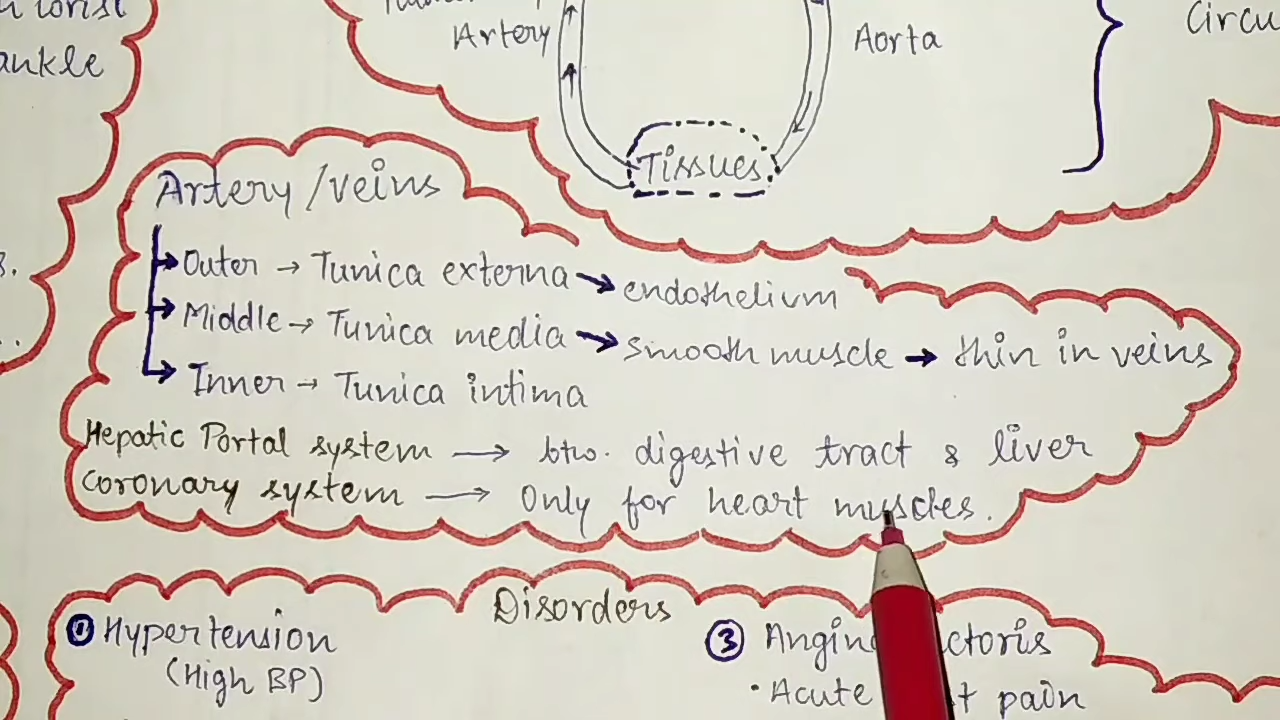 ankle
Artery
Aorta
Circu
Tissues
Artery/veins
Outer → Tunica externa → endothelium
Middle → Tunica media → Smooth muscle → thin in veins
Inner → Tunica intima
Hepatic Portal system → btw. digestive tract & liver
Coronary system → Only for heart muscles.
Disorders
① Hypertension
(High BP)
③ Angin ctoris
• Acute t pain